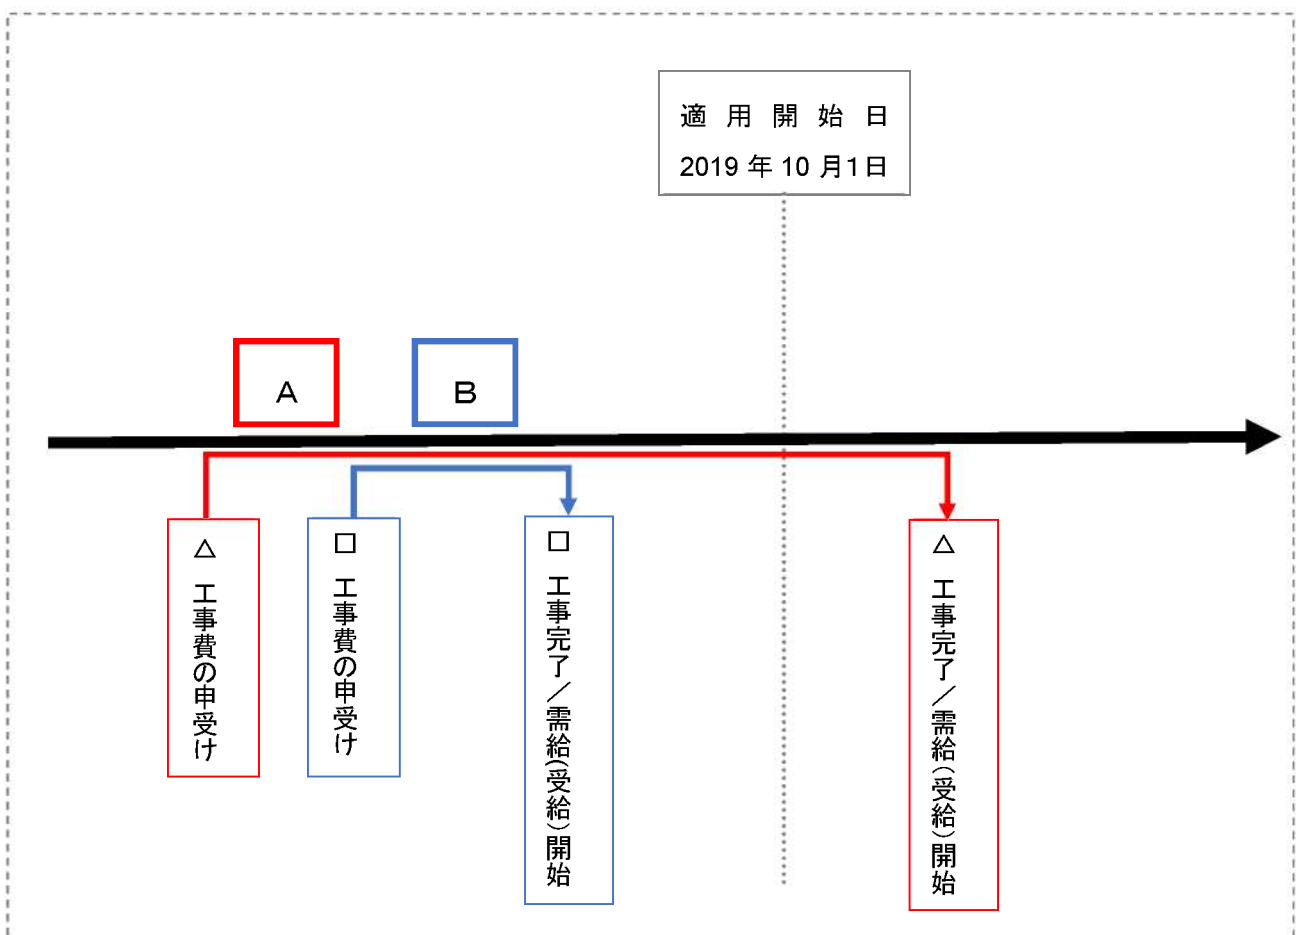 適用開始日
2019年10月1日
A
B
△ 工事費の申受け
□ 工事費の申受け
□ 工事完了／需給(受給)開始
△ 工事完了／需給(受給)開始